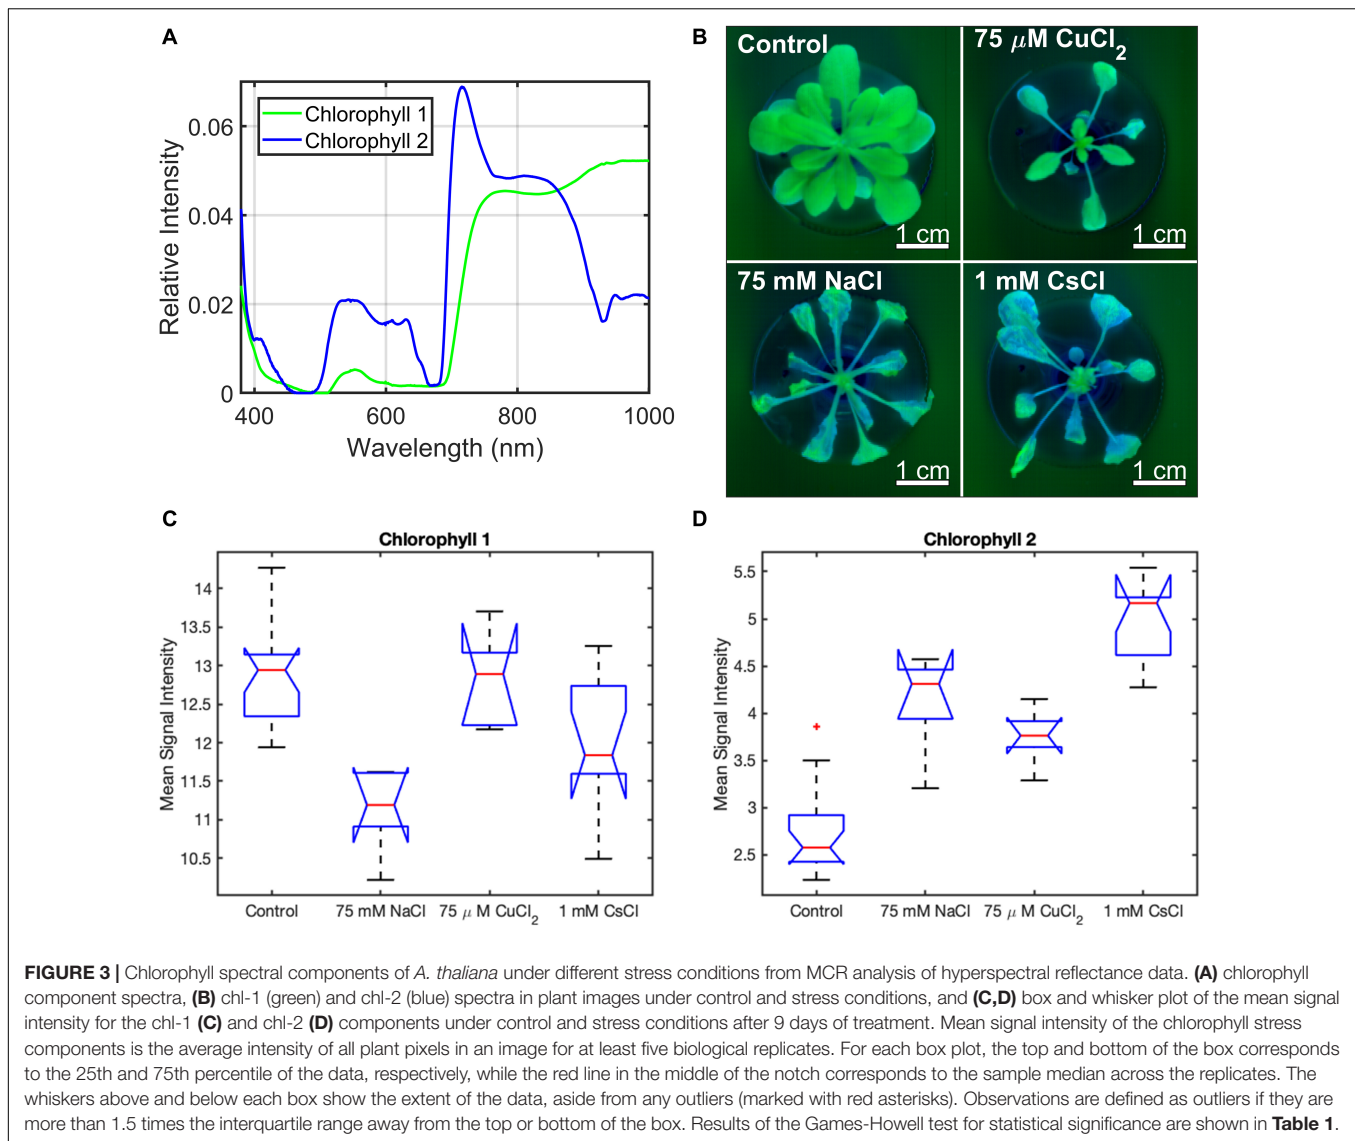 A
Chlorophyll 1
Chlorophyll 2
0.06
0.04
0.02
0
400 600 800 1000
Relative Intensity
Wavelength (nm)
B
Control
75 μM CuCl2
1 cm
1 cm
75 mM NaCl
1 mM CsCl
1 cm
1 cm
C
Chlorophyll 1
14
13.5
13
12.5
12
11.5
11
10.5
Mean Signal Intensity
Control 75 mM NaCl 75 μ M CuCl2 1 mM CsCl
D
Chlorophyll 2
5.5
5
4.5
4
3.5
3
2.5
Mean Signal Intensity
Control 75 mM NaCl 75 μ M CuCl2 1 mM CsCl
FIGURE 3 | Chlorophyll spectral components of A. thaliana under different stress conditions from MCR analysis of hyperspectral reflectance data. (A) chlorophyll
component spectra, (B) chl-1 (green) and chl-2 (blue) spectra in plant images under control and stress conditions, and (C,D) box and whisker plot of the mean signal
intensity for the chl-1 (C) and chl-2 (D) components under control and stress conditions after 9 days of treatment. Mean signal intensity of the chlorophyll stress
components is the average intensity of all plant pixels in an image for at least five biological replicates. For each box plot, the top and bottom of the box corresponds
to the 25th and 75th percentile of the data, respectively, while the red line in the middle of the notch corresponds to the sample median across the replicates. The
whiskers above and below each box show the extent of the data, aside from any outliers (marked with red asterisks). Observations are defined as outliers if they are
more than 1.5 times the interquartile range away from the top or bottom of the box. Results of the Games-Howell test for statistical significance are shown in Table 1.